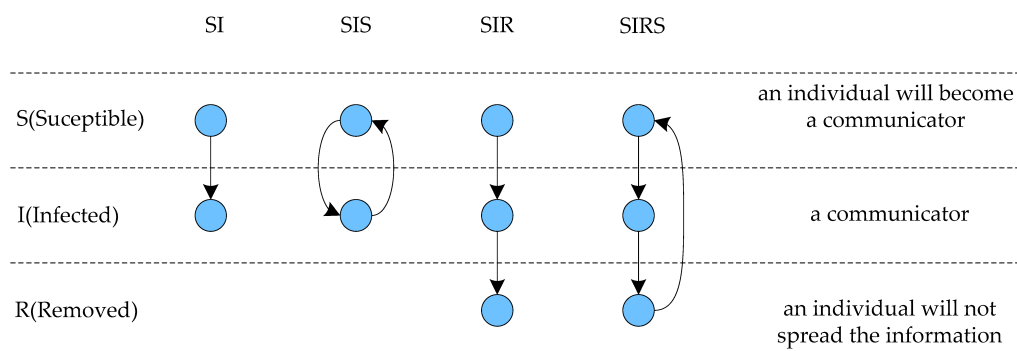 SI SIS SIR SIRS
S(Suceptible)
an individual will become
a communicator
I(Infected)
a communicator
R(Removed)
an individual will not
spread the information